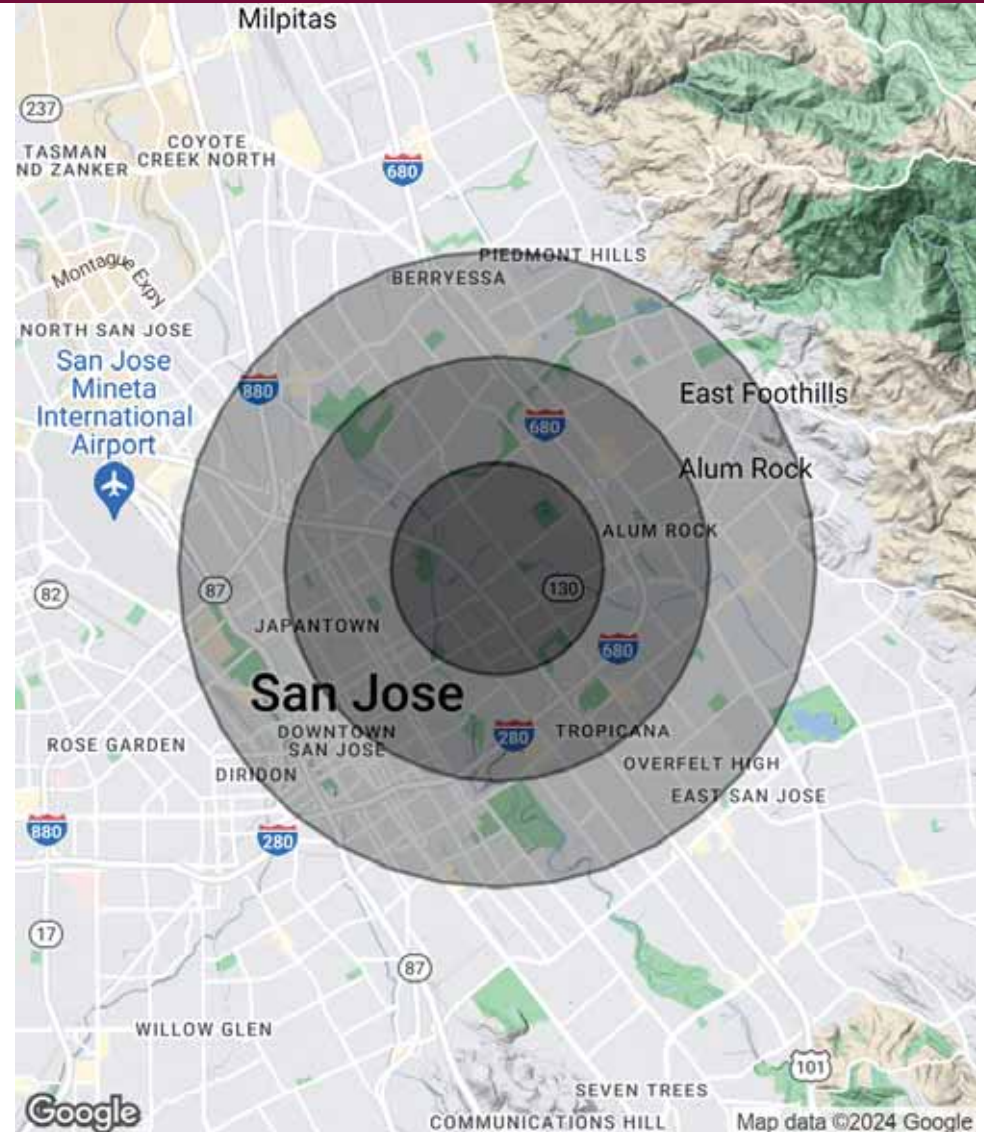 Milpitas
237
TASMAN
ND ZANKER
COYOTE
CREEK NORTH
680
Montague Expy
PIEDMONT HILLS
BERRYESSA
NORTH SAN JOSE
San Jose
Mineta
International
Airport
880
East Foothills
680
Alum Rock
ALUM ROCK
87
130
82
JAPANTOWN
680
San Jose
DOWNTOWN
SAN JOSE
280
TROPICANA
ROSE GARDEN
DIRIDON
OVERFELT HIGH
EAST SAN JOSE
880
280
17
87
WILLOW GLEN
101
SEVEN TREES
COMMUNICATIONS HILL
Google
Map data ©2024 Google